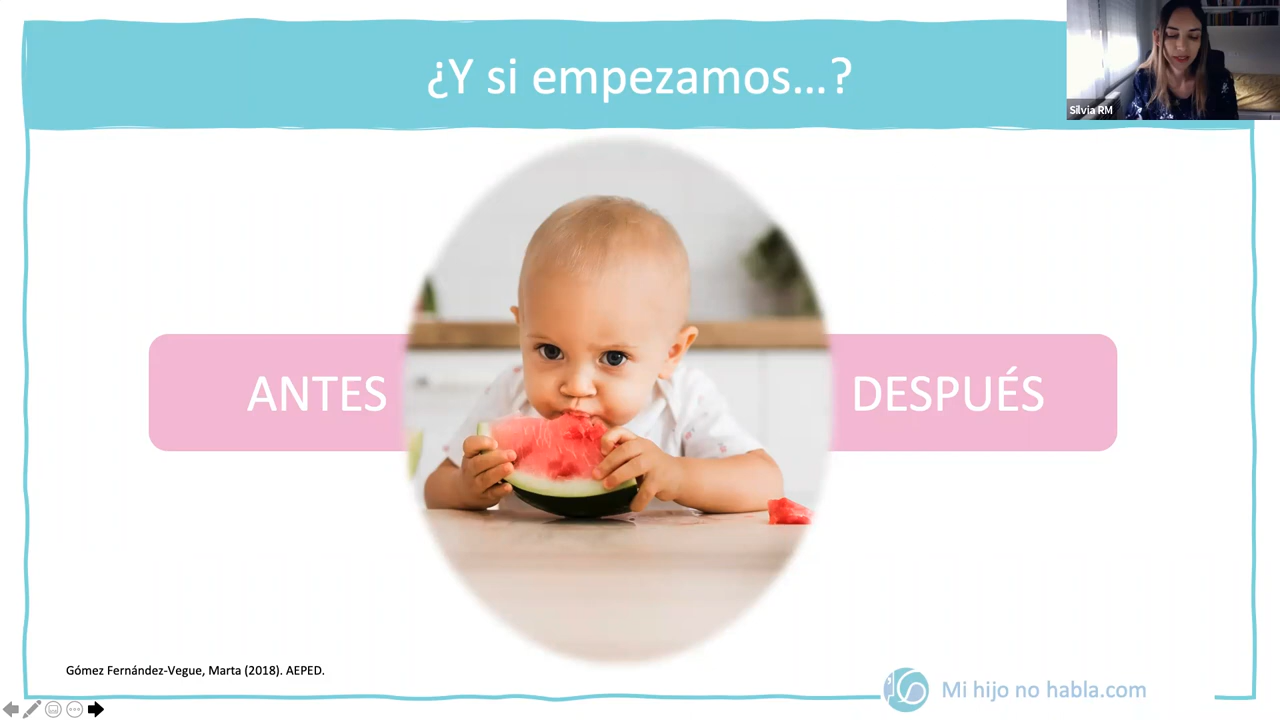 ¿Y si empezamos...?
Silvia RM
ANTES
DESPUÉS
Gómez Fernández-Vegue, Marta (2018). AEPED.
Mi hijo no habla.com